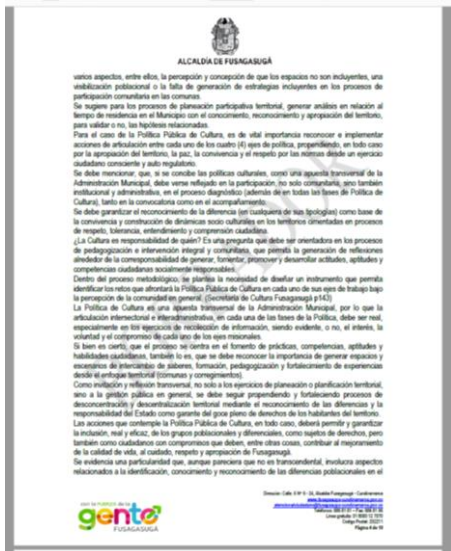 ALCALDÍA DE FUSAGASUGÁ
varios aspectos, entre ellos, la percepción y concepción de que los espacios no son incluyentes, una
visibilización poblacional o la falta de generación de estrategias incluyentes en los procesos de
participación comunitaria en las comunas.
Se sugiere para los procesos de planeación participativa territorial, generar análisis en relación al
tiempo de residencia en el Municipio con el conocimiento, reconocimiento y apropiación del territorio,
para validar o no, las hipótesis relacionadas.
Para el caso de la Política Pública de Cultura, es de vital importancia reconocer e implementar
acciones de articulación entre cada uno de los cuatro (4) ejes de política, propendiendo, en todo caso
por la apropiación del territorio, la paz, la convivencia y el respeto por las normas desde un ejercicio
ciudadano consciente y auto regulatorio.
Se debe mencionar, que, si se concibe las políticas culturales, como una apuesta transversal de la
Administración Municipal, debe verse reflejado en la participación, no solo comunitaria, sino también
institucional y administrativa, en el proceso diagnóstico (además de en todas las fases de Política de
Cultura), tanto en la convocatoria como en el acompañamiento.
Se debe garantizar el reconocimiento de la diferencia (en cualquiera de sus tipologías) como base de
la convivencia y construcción de dinámicas socio culturales en los territorios cimentadas en procesos
de respeto, tolerancia, entendimiento y comprensión ciudadana.
¿La Cultura es responsabilidad de quién? Es una pregunta que debe ser orientadora en los procesos
de pedagogización e intervención integral y comunitaria, que permita la generación de reflexiones
alrededor de la corresponsabilidad de generar, fomentar, promover y desarrollar actitudes, aptitudes y
competencias ciudadanas socialmente responsables.
Dentro del proceso metodológico, se plantea la necesidad de diseñar un instrumento que permita
identificar los retos que afrontará la Política de Cultura en cada uno de sus ejes de trabajo bajo
la percepción de la comunidad en general. (Secretaría de Cultura Fusagasugá p143)
La Política de Cultura es una apuesta transversal de la Administración Municipal, por lo que la
articulación intersectorial e interadministrativa, en cada una de las fases de la Política, debe ser real,
especialmente en los ejercicios de recolección de información, siendo evidente, o no, el interés, la
voluntad y el compromiso de cada uno de los ejes misionales.
Si bien es cierto, que el proceso se centra en el fomento de prácticas, competencias, aptitudes y
habilidades ciudadanas, también lo es, que se debe reconocer la importancia de generar espacios y
escenarios de intercambio de saberes, formación, pedagogización y fortalecimiento de experiencias
desde el enfoque territorial (comunas y corregimientos).
Como invitación y reflexión transversal, no solo a los ejercicios de planeación o planificación territorial,
sino a la gestión pública en general, se debe seguir propendiendo y fortaleciendo procesos de
desconcentración y descentralización territorial mediante el reconocimiento de las diferencias y la
responsabilidad del Estado como garante del goce pleno de derechos de los habitantes del territorio.
Las acciones que contemple la Política de Cultura, en todo caso, deberá permitir y garantizar
la inclusión, real y eficaz, de los grupos poblacionales y diferenciales, como sujetos de derechos, pero
también como ciudadanos con compromisos que deben, entre otras cosas, contribuir al mejoramiento
de la calidad de vida, al cuidado, respeto y apropiación de Fusagasugá.
Se evidencia una particularidad que, aunque pareciera que no es transcendental, involucra aspectos
relacionados a la identificación, conocimiento y reconocimiento de las diferencias poblacionales en el
gente
FUSAGASUGÁ